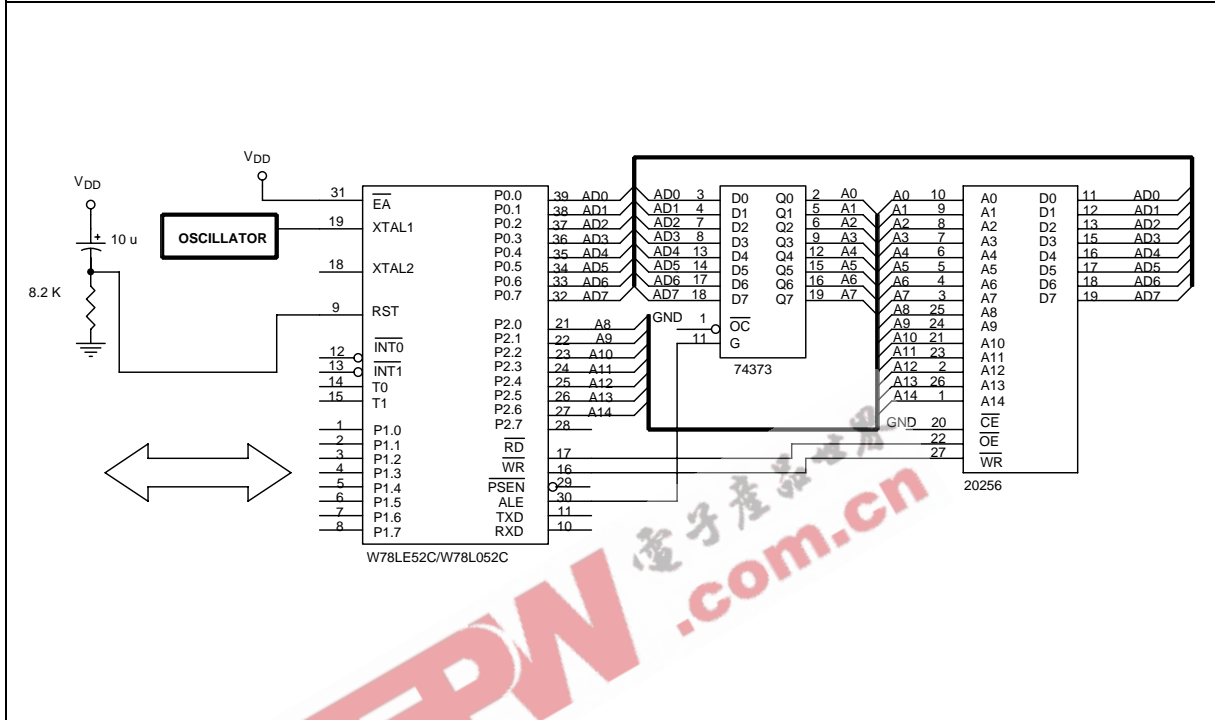 VDD
VDD
10 u
8.2 K
OSCILLATOR
31 EA
19 XTAL1
18 XTAL2
9 RST
12 INT0
13 INT1
14 T0
15 T1
1 P1.0
2 P1.1
3 P1.2
4 P1.3
5 P1.4
6 P1.5
7 P1.6
8 P1.7
P0.0 39 AD0
P0.1 38 AD1
P0.2 37 AD2
P0.3 36 AD3
P0.4 35 AD4
P0.5 34 AD5
P0.6 33 AD6
P0.7 32 AD7
P2.0 21 A8
P2.1 22 A9
P2.2 23 A10
P2.3 24 A11
P2.4 25 A12
P2.5 26 A13
P2.6 27 A14
P2.7 28
RD 17
WR 16
PSEN 29
ALE 30
TXD 11
RXD 10
W78LE52C/W78L052C
AD0 3 D0 Q0 2 A0
AD1 4 D1 Q1 5 A1
AD2 7 D2 Q2 6 A2
AD3 8 D3 Q3 9 A3
AD4 13 D4 Q4 12 A4
AD5 14 D5 Q5 15 A5
AD6 17 D6 Q6 16 A6
AD7 18 D7 Q7 19 A7
GND 1 OC
11 G
74373
A0 10 A0 D0 11 AD0
A1 9 A1 D1 12 AD1
A2 8 A2 D2 13 AD2
A3 7 A3 D3 15 AD3
A4 6 A4 D4 16 AD4
A5 5 A5 D5 17 AD5
A6 4 A6 D6 18 AD6
A7 3 A7 D7 19 AD7
A8 25 A8
A9 24 A9
A10 21 A10
A11 23 A11
A12 2 A12
A13 26 A13
A14 1 A14
GND 20 CE
22 OE
27 WR
20256
電子產品世界
.com.cn